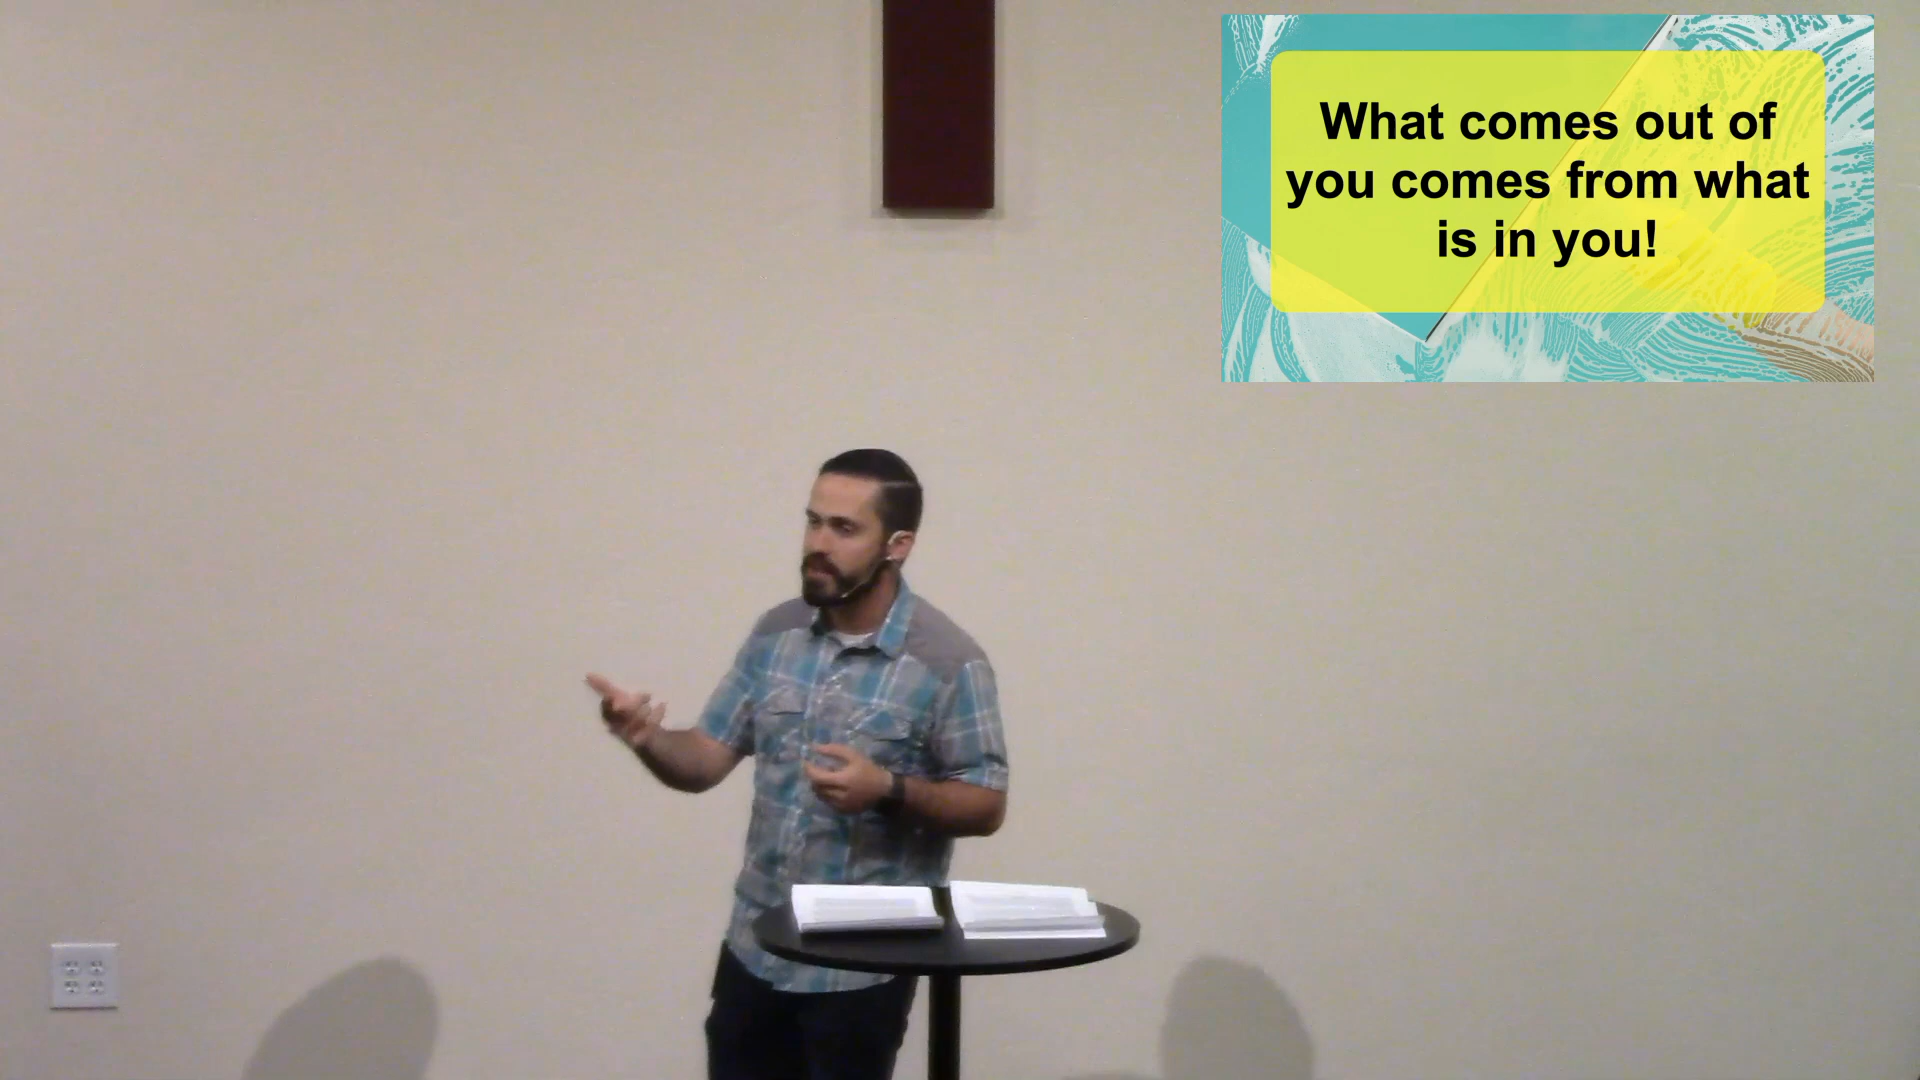 What comes out of
you comes from what
is in you!